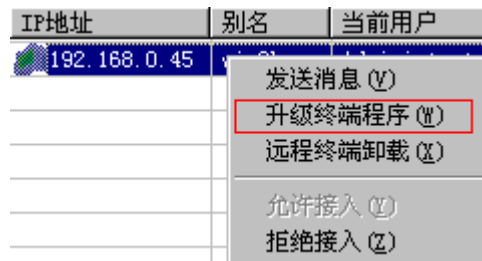 IP地址 别名 当前用户
192.168.0.45
发送消息(V)
升级终端程序(W)
远程终端卸载(X)
允许接入(Y)
拒绝接入(Z)